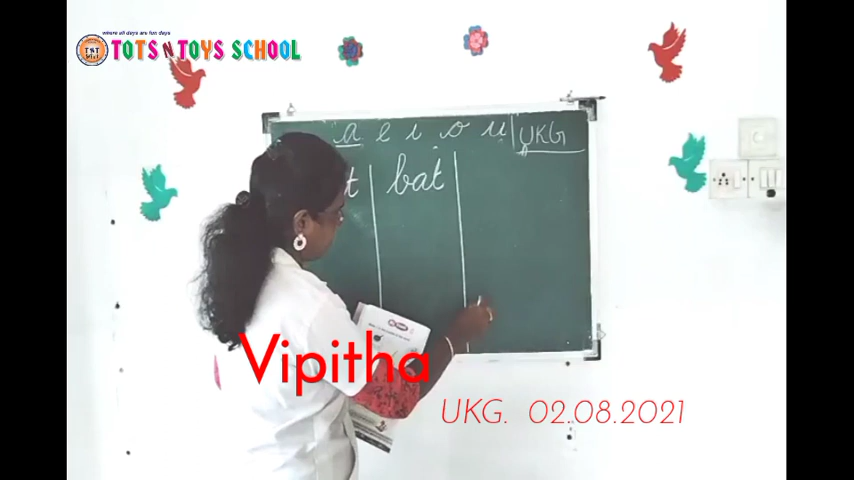 where all days are fun days
TOTS N TOYS SCHOOL
a e i o u UKG
bat
Vipitha
UKG. 02.08.2021